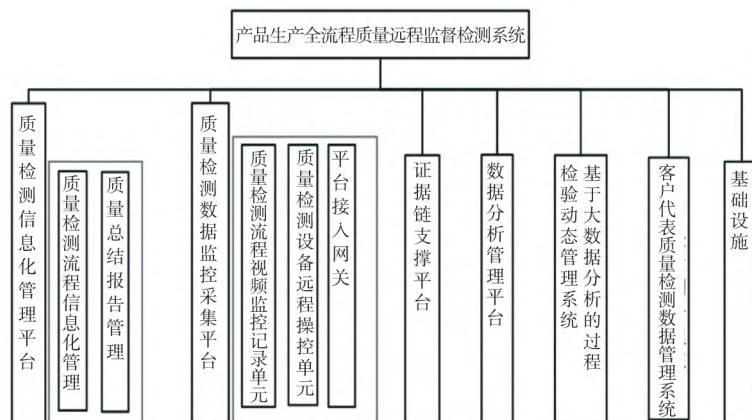 产品生产全流程质量远程监督检测系统
质量检测信息化管理平台
质量检测流程信息化管理
质量总结报告管理
质量检测数据监控采集平台
质量检测流程视频监控记录单元
质量检测设备远程操控单元
平台接入网关
证据链支撑平台
数据分析管理平台
基于大数据分析的过程
检验动态管理系统
客户代表质量检测数据管理系统
基础设施